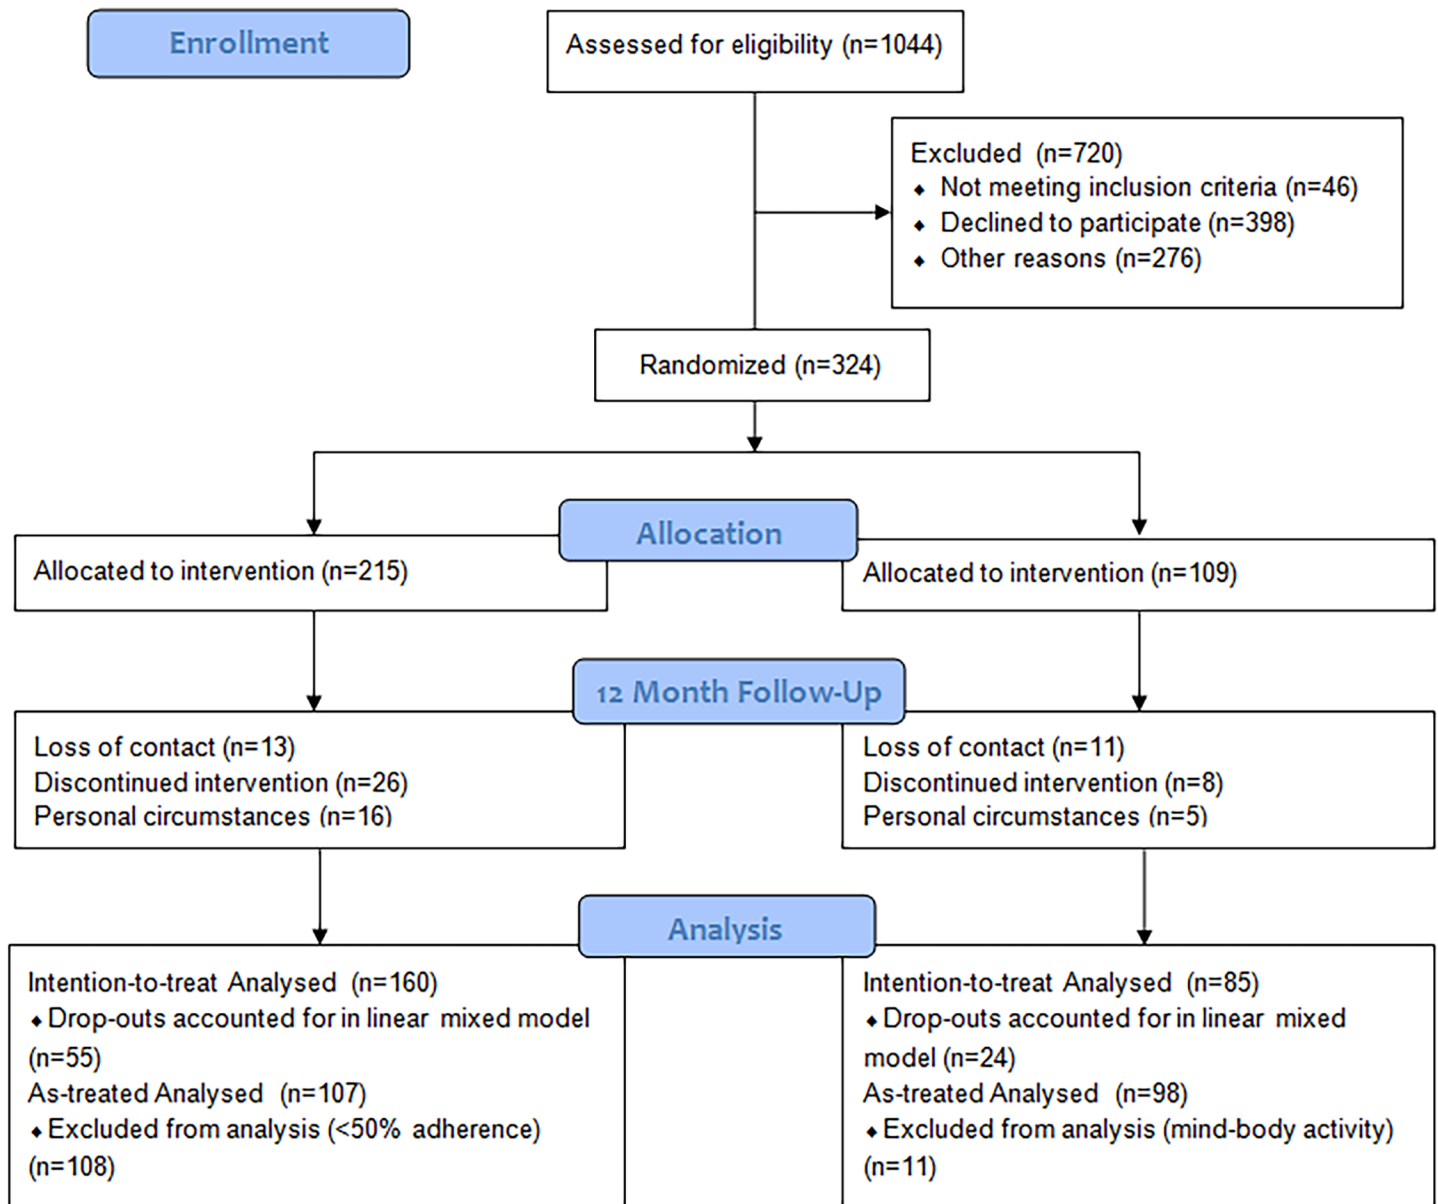 Enrollment
Assessed for eligibility (n=1044)
Excluded (n=720)
⬥ Not meeting inclusion criteria (n=46)
⬥ Declined to participate (n=398)
⬥ Other reasons (n=276)
Randomized (n=324)
Allocation
Allocated to intervention (n=215)
Allocated to intervention (n=109)
12 Month Follow-Up
Loss of contact (n=13)
Discontinued intervention (n=26)
Personal circumstances (n=16)
Loss of contact (n=11)
Discontinued intervention (n=8)
Personal circumstances (n=5)
Analysis
Intention-to-treat Analysed (n=160)
⬥ Drop-outs accounted for in linear mixed model
(n=55)
As-treated Analysed (n=107)
⬥ Excluded from analysis (<50% adherence)
(n=108)
Intention-to-treat Analysed (n=85)
⬥ Drop-outs accounted for in linear mixed
model (n=24)
As-treated Analysed (n=98)
⬥ Excluded from analysis (mind-body activity)
(n=11)